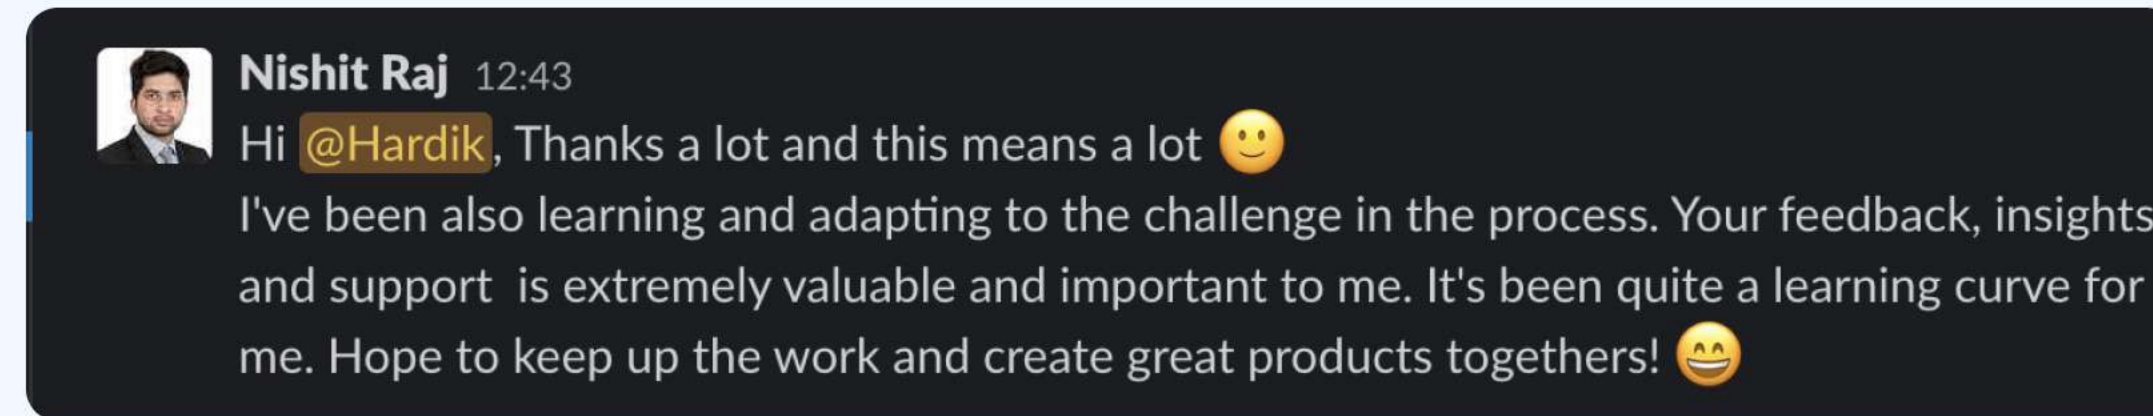 Nishit Raj 12:43
Hi @Hardik, Thanks a lot and this means a lot 🙂
I've been also learning and adapting to the challenge in the process. Your feedback, insights
and support  is extremely valuable and important to me. It's been quite a learning curve for
me. Hope to keep up the work and create great products togethers! 😄